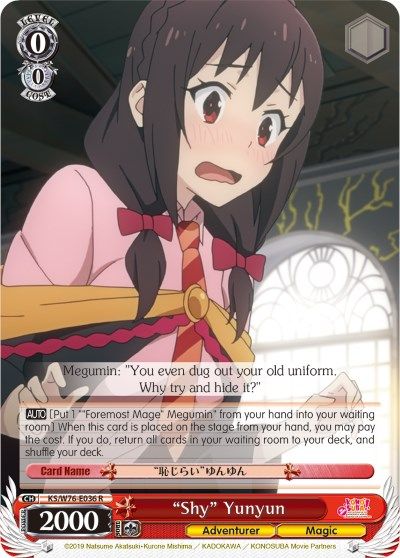 LEVEL
0
0
COST
Megumin: "You even dug out your old uniform.
Why try and hide it?"
AUTO [Put 1 "“Foremost Mage” Megumin" from your hand into your waiting
room] When this card is placed on the stage from your hand, you may pay
the cost. If you do, return all cards in your waiting room to your deck, and
shuffle your deck.
Card Name
“恥じらい”ゆんゆん
CH KS/W76-E036 R
POWER
2000
“Shy” Yunyun
Adventurer
Magic
©2019 Natsume Akatsuki・Kurone Mishima / KADOKAWA / KONOSUBA Movie Partners